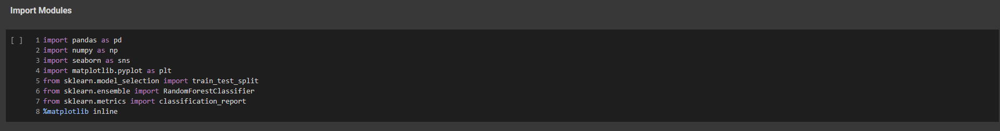 Import Modules
[ ]
1 import pandas as pd
2 import numpy as np
3 import seaborn as sns
4 import matplotlib.pyplot as plt
5 from sklearn.model_selection import train_test_split
6 from sklearn.ensemble import RandomForestClassifier
7 from sklearn.metrics import classification_report
8 %matplotlib inline